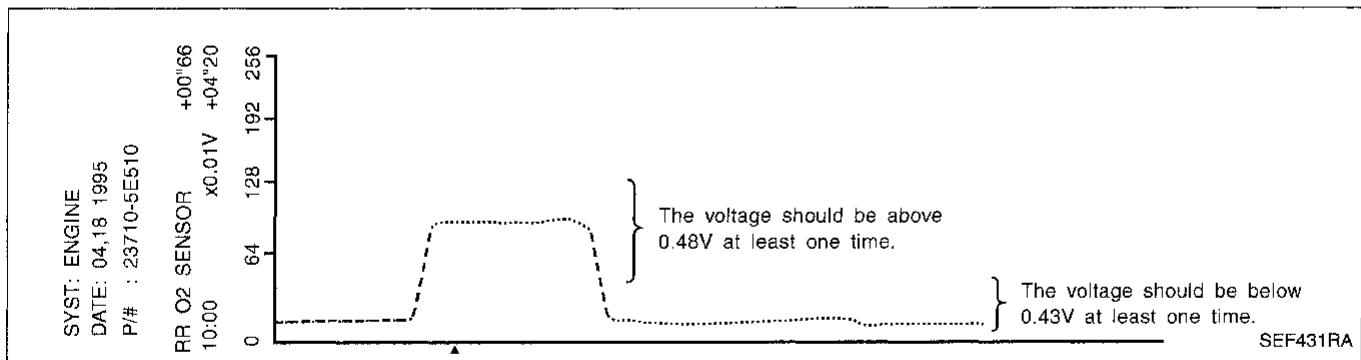 SYST: ENGINE
DATE: 04,18 1995
P/# : 23710-5E510
RR O2 SENSOR +00"66
10:00 x0.01V +04"20
256
192
128
64
0
The voltage should be above
0.48V at least one time.
The voltage should be below
0.43V at least one time.
SEF431RA